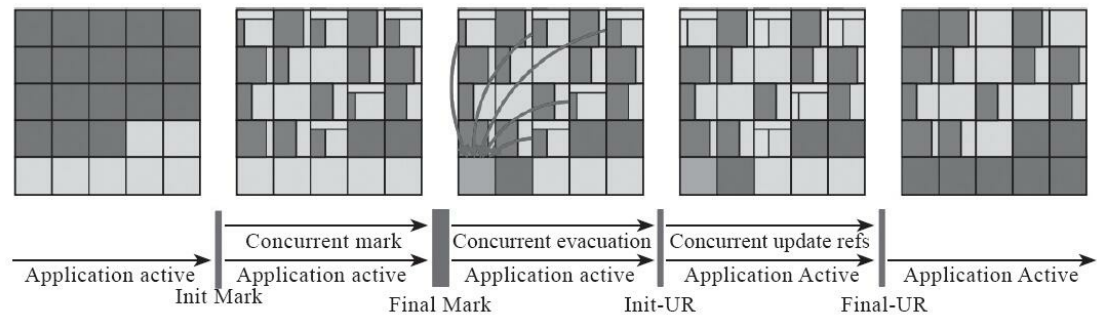 Concurrent mark
Concurrent evacuation
Concurrent update refs
Application active
Application active
Application active
Application Active
Application Active
Init Mark
Final Mark
Init-UR
Final-UR